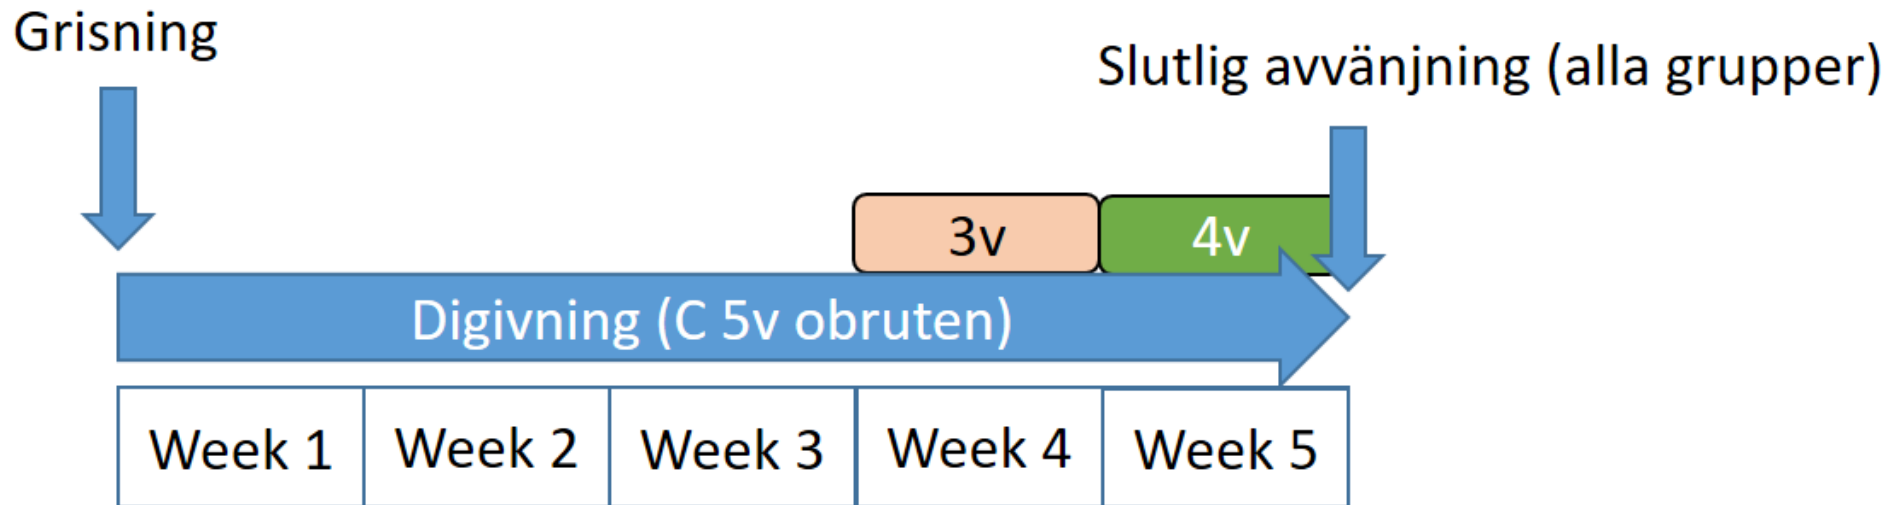 Grisning
Slutlig avvänjning (alla grupper)
3v
4v
Digivning (C 5v obruten)
Week 1
Week 2
Week 3
Week 4
Week 5